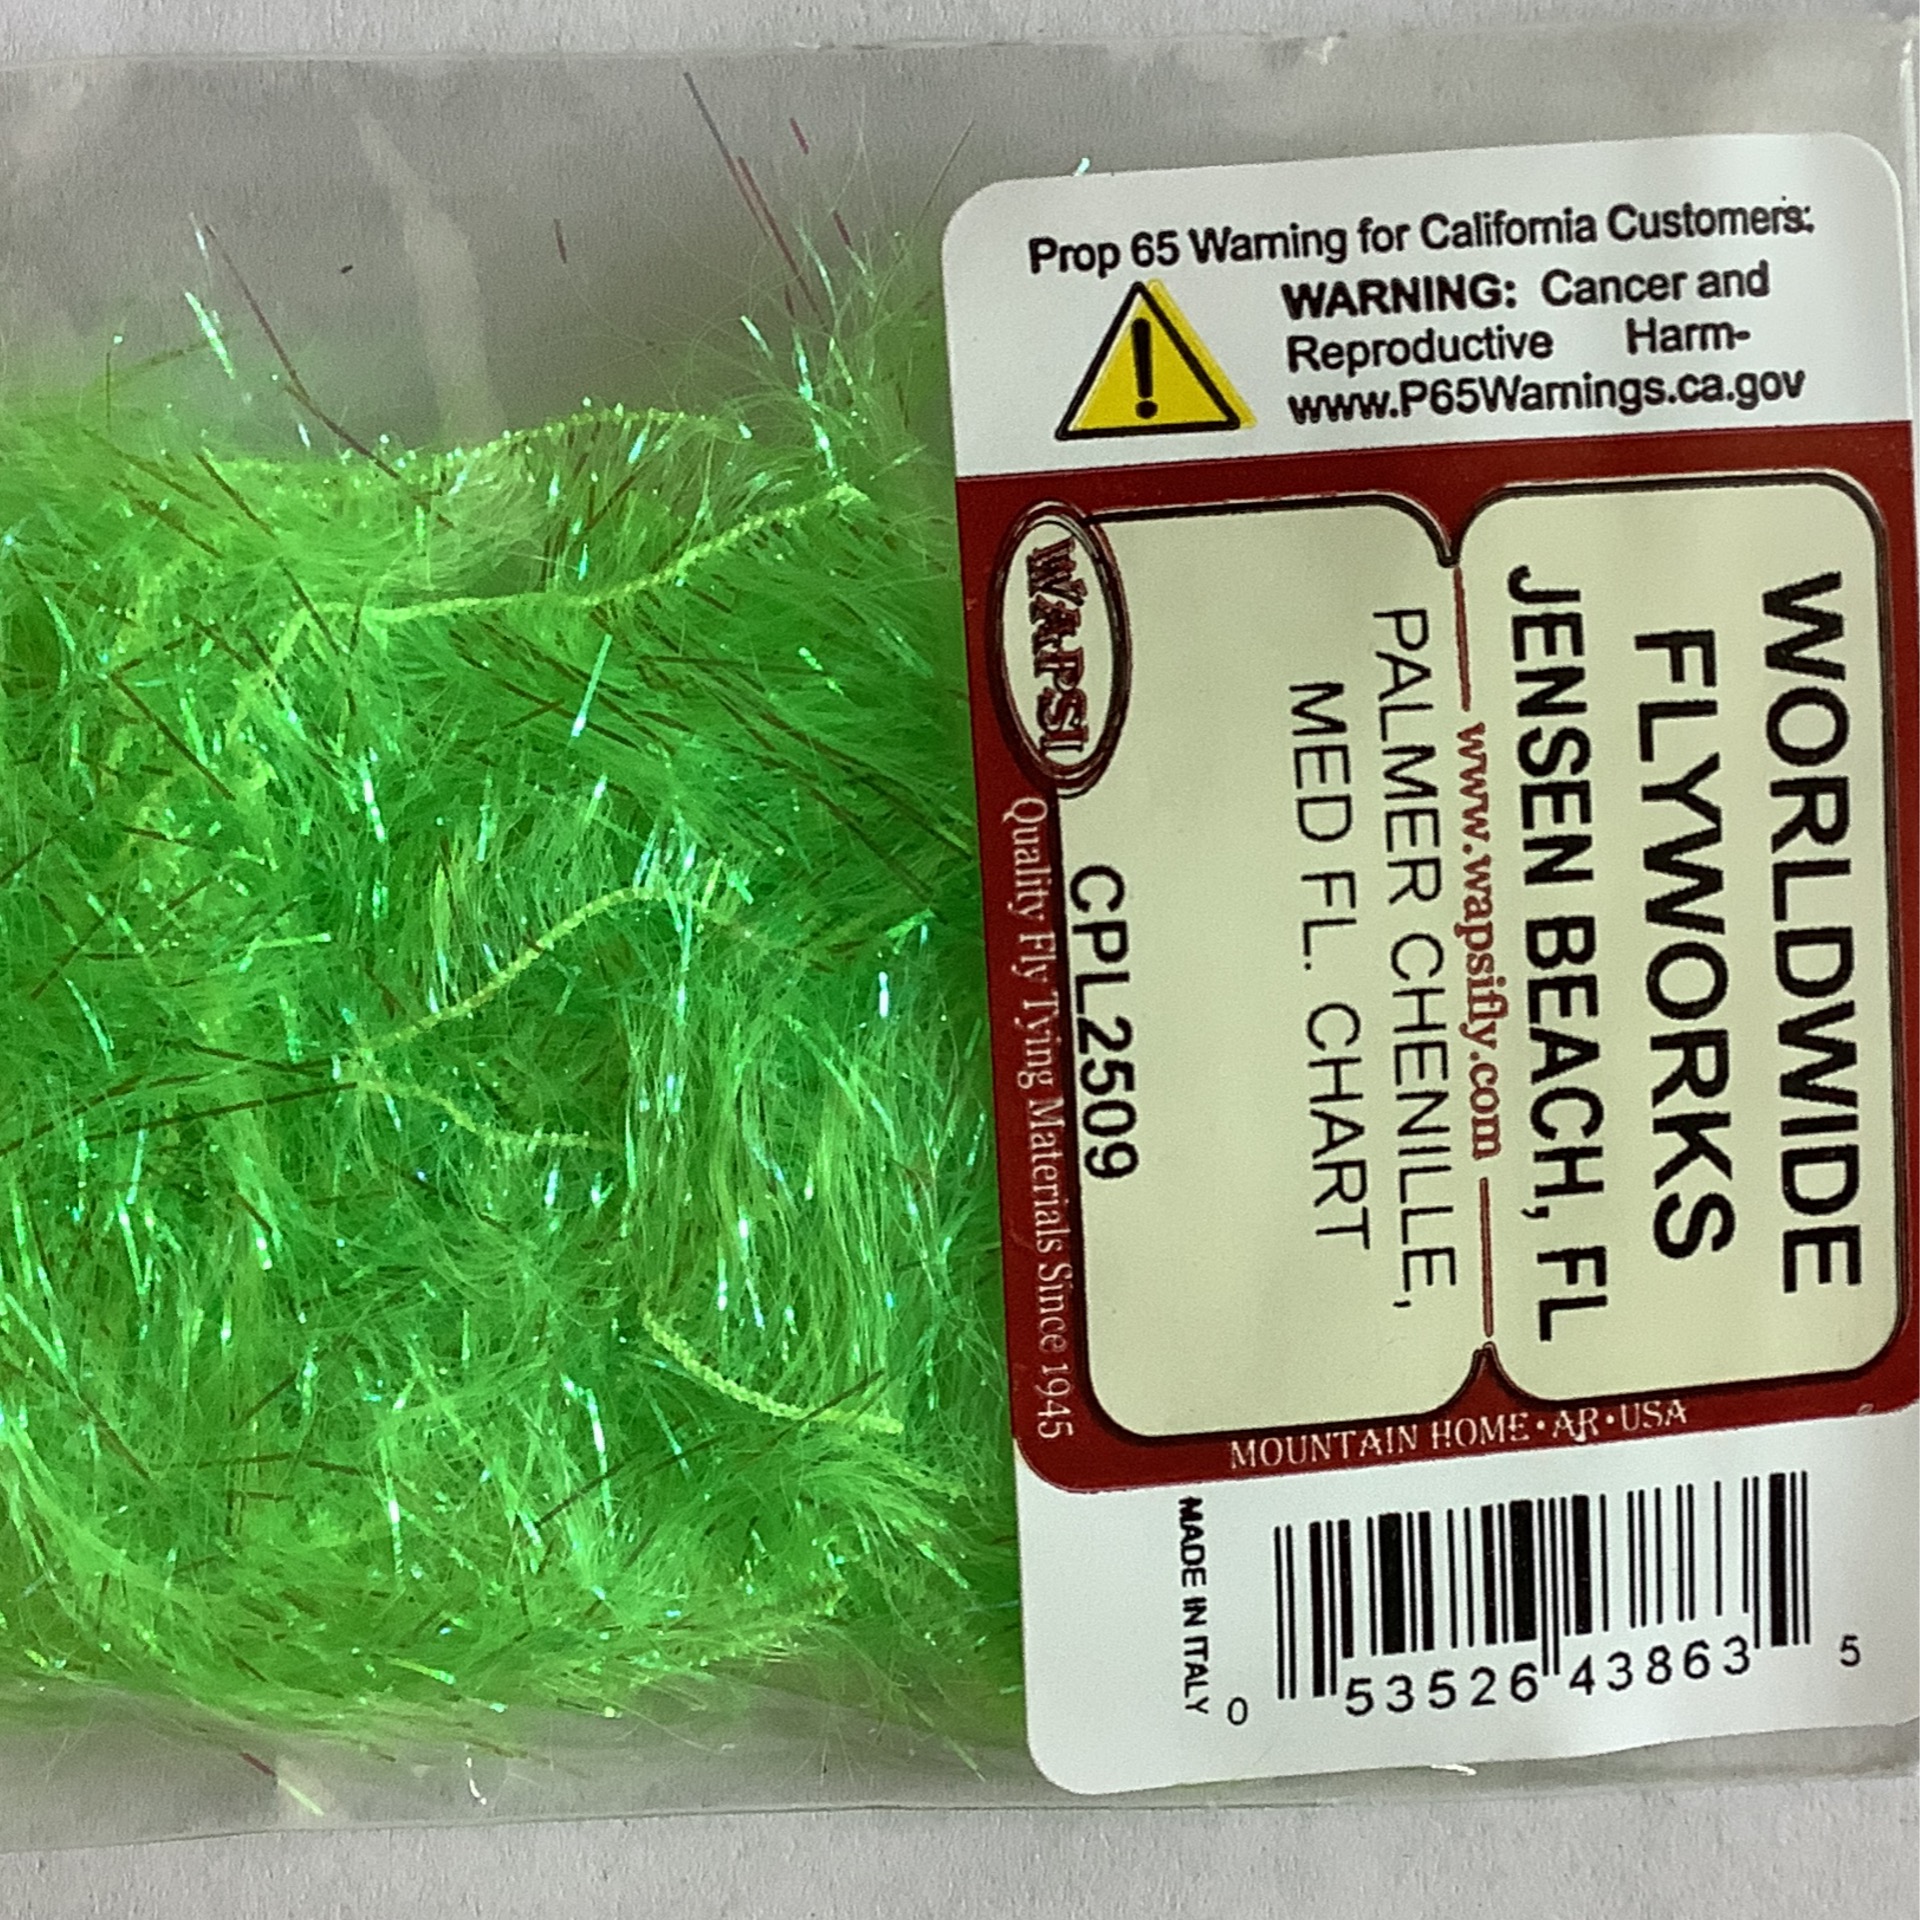 Prop 65 Warning for California Customers:
WARNING: Cancer and
Reproductive Harm-
www.P65Warnings.ca.gov
WORLDWIDE
FLYWORKS
JENSEN BEACH, FL
www.wapsifly.com
PALMER CHENILLE,
MED FL. CHART
CPL2509
WAPSI
Quality Fly Tying Materials Since 1945
MOUNTAIN HOME • AR • USA
MADE IN ITALY
0 53526 43863 5